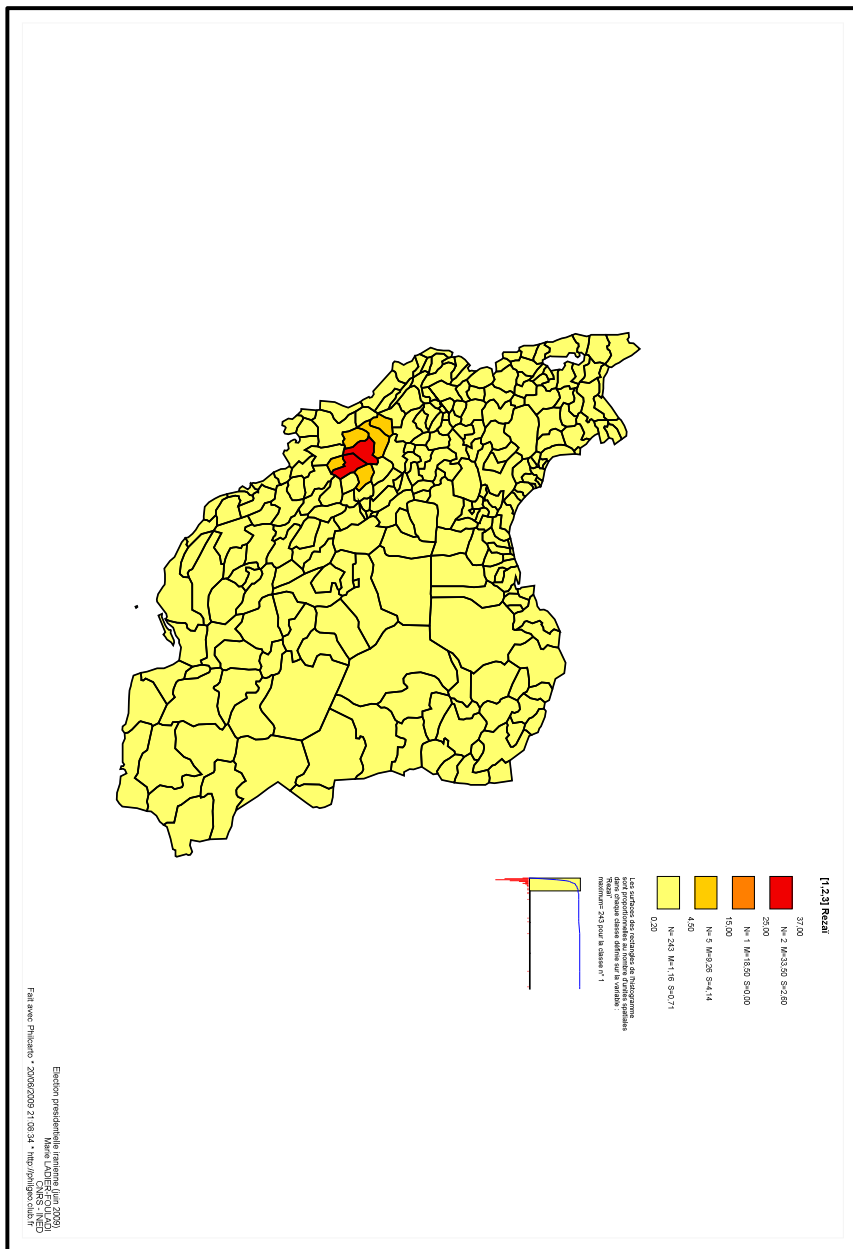 [1,2,3] Rezaï
37,00
N= 2 M=33,50 S=2,60
25,00
N= 1 M=18,50 S=0,00
15,00
N= 5 M=9,26 S=4,14
4,50
N= 243 M=1,16 S=0,71
0,20
Les surfaces des rectangles de l'histogramme
sont proportionnelles au nombre d'unités spatiales
dans chaque classe définie sur la variable :
'Rezaï'
maximum= 243 pour la classe n° 1
Election présidentielle iranienne (juin 2009)
Marie LADIER-FOULADI
CNRS - INED
Fait avec Philcarto * 20/06/2009 21:08:34 * http://philgeo.club.fr